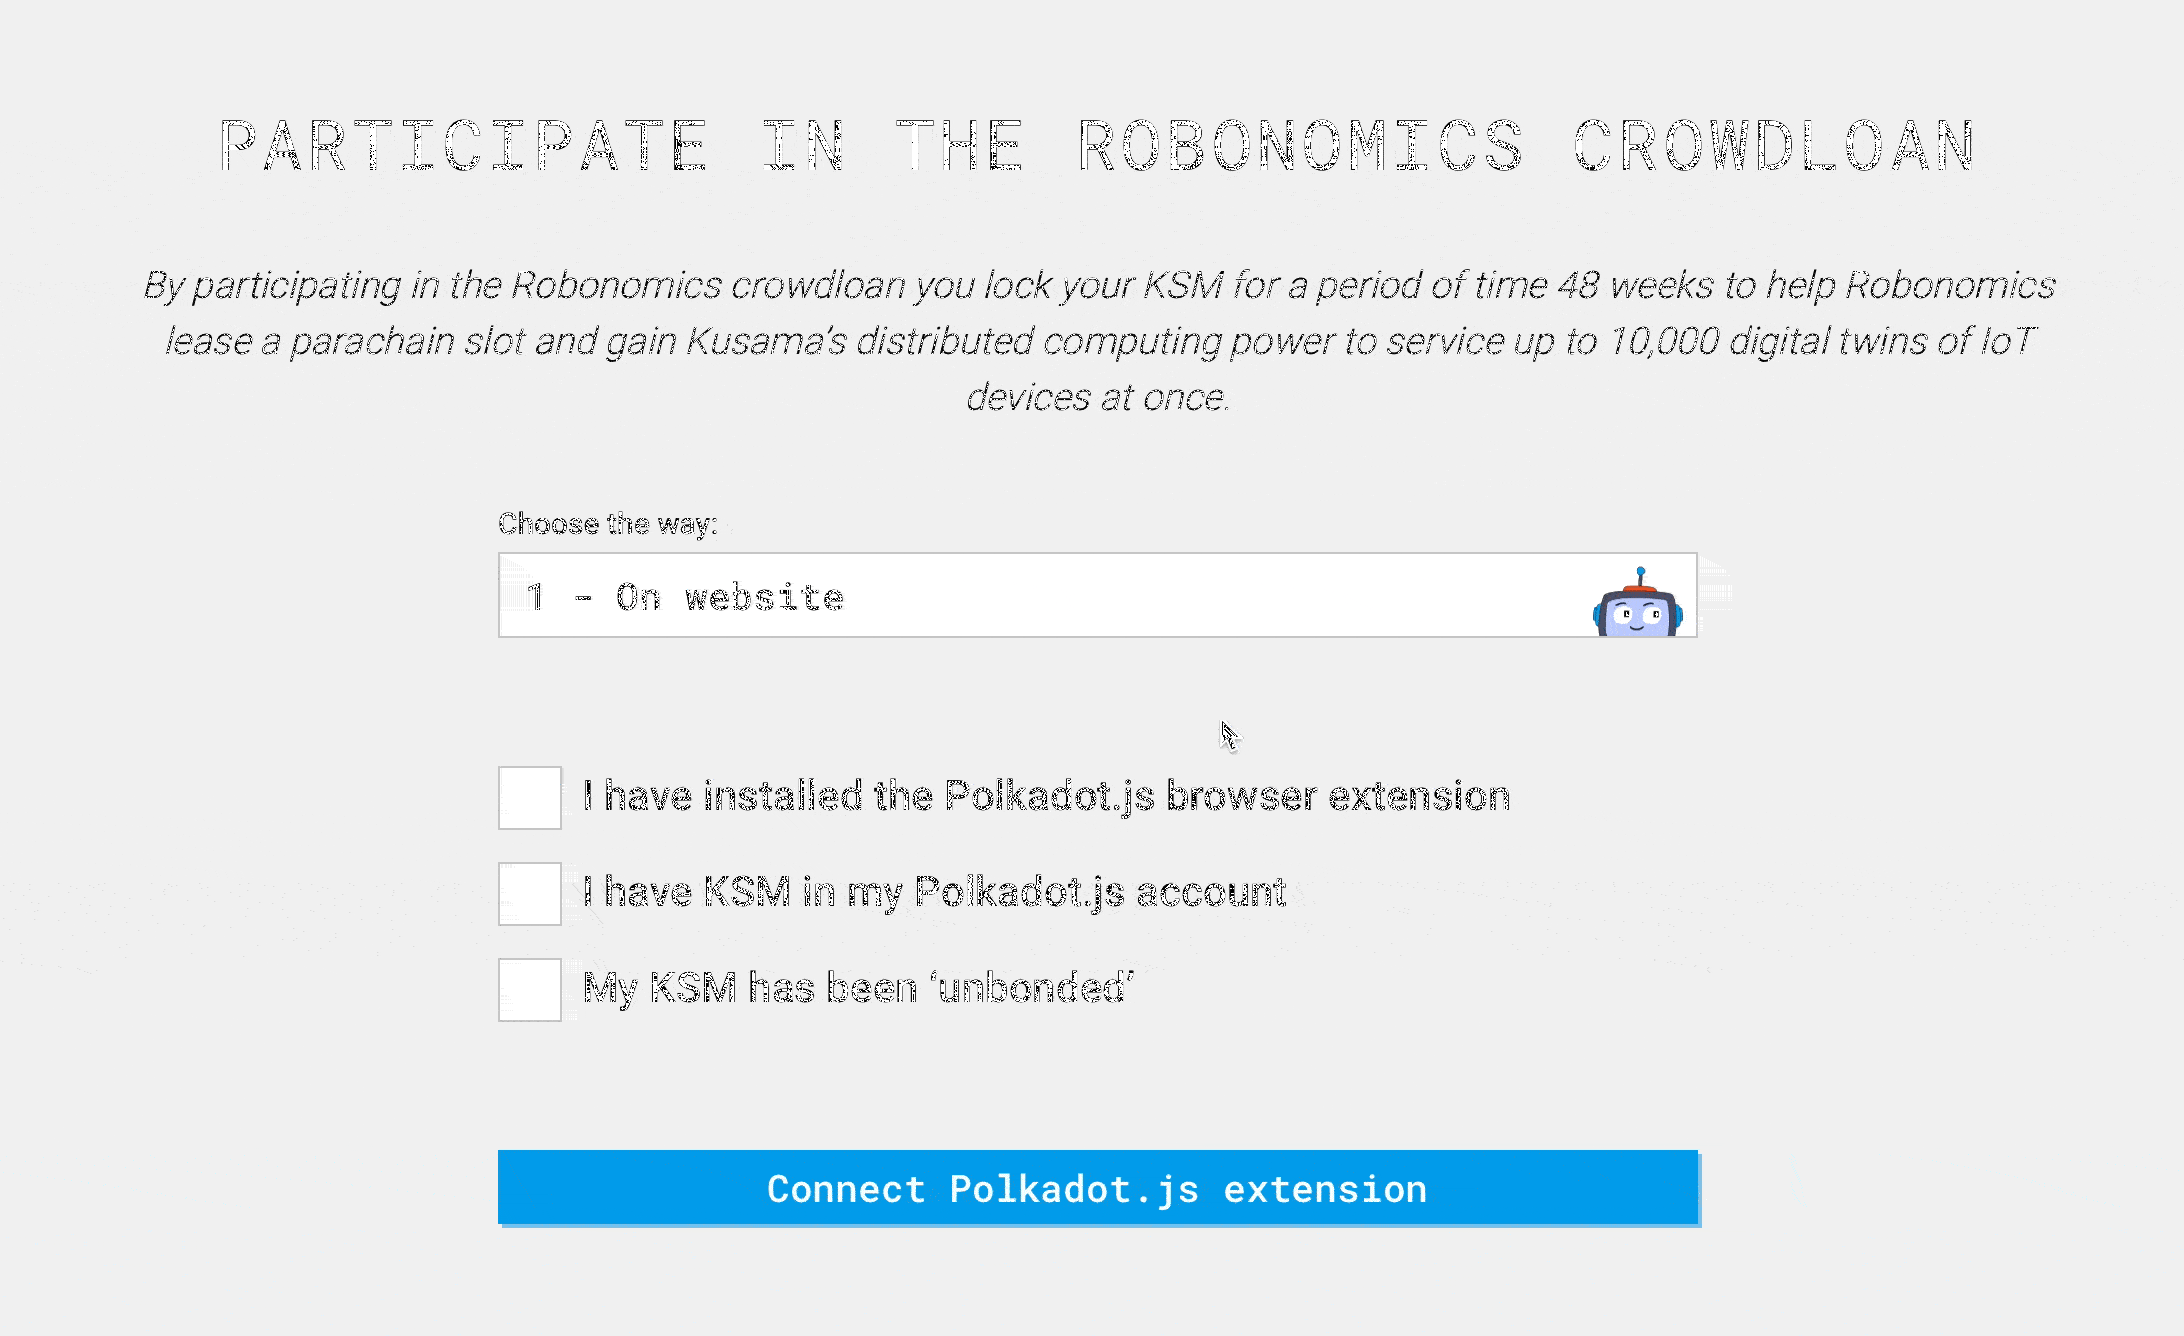 PARTICIPATE IN THE ROBONOMICS CROWDLOAN
By participating in the Robonomics crowdloan you lock your KSM for a period of time 48 weeks to help Robonomics
lease a parachain slot and gain Kusama’s distributed computing power to service up to 10,000 digital twins of IoT
devices at once.
Choose the way:
1 - On website
I have installed the Polkadot.js browser extension
I have KSM in my Polkadot.js account
My KSM has been ‘unbonded’
Connect Polkadot.js extension